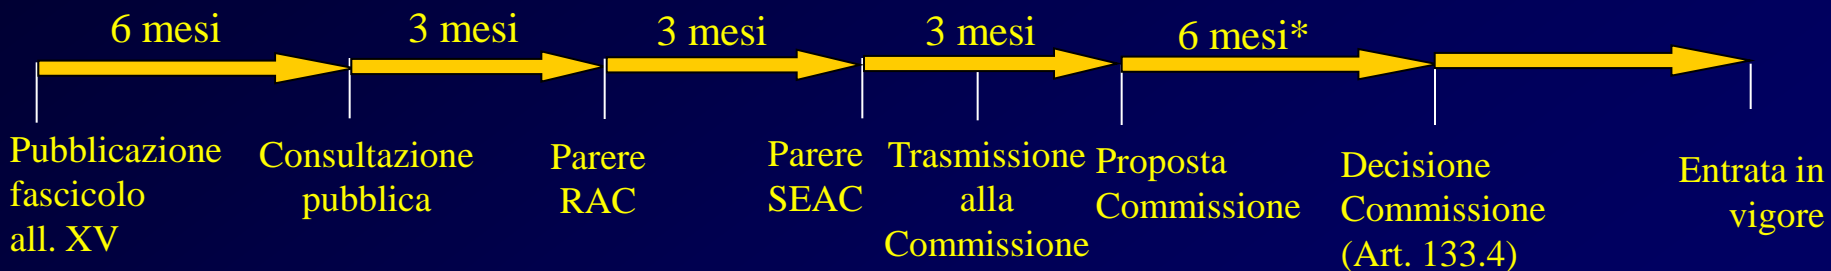 6 mesi
3 mesi
3 mesi
3 mesi
6 mesi*
Pubblicazione
fascicolo
all. XV
Consultazione
pubblica
Parere
RAC
Parere
SEAC
Trasmissione
alla
Commissione
Proposta
Commissione
Decisione
Commissione
(Art. 133.4)
Entrata in
vigore